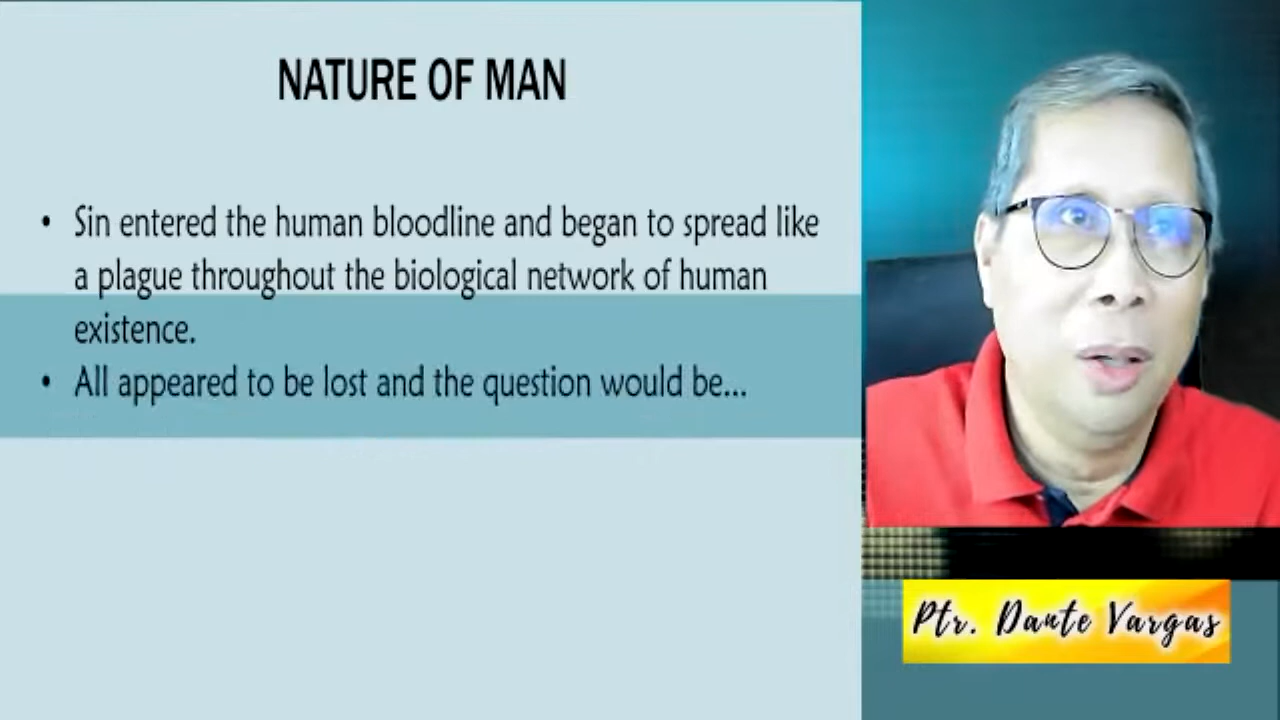 NATURE OF MAN
• Sin entered the human bloodline and began to spread like
a plague throughout the biological network of human
existence.
• All appeared to be lost and the question would be...
Ptr. Dante Vargas